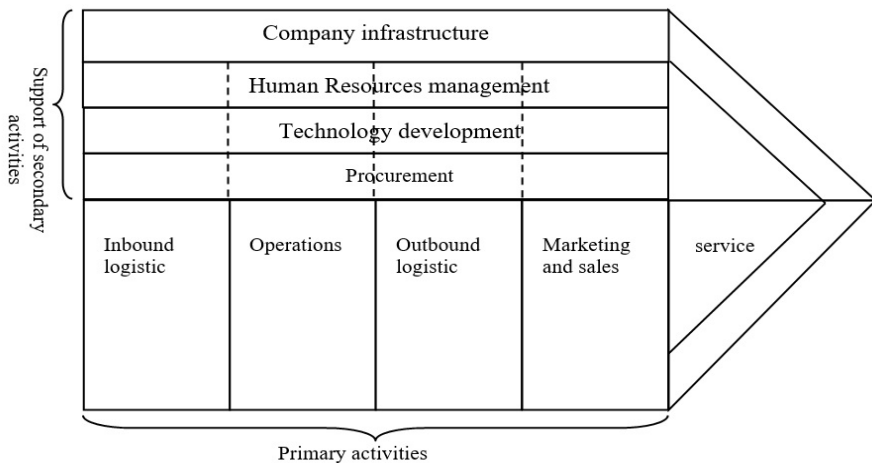 Support of secondary
activities
Company infrastructure
Human Resources management
Technology development
Procurement
Inbound
logistic
Operations
Outbound
logistic
Marketing
and sales
service
Primary activities